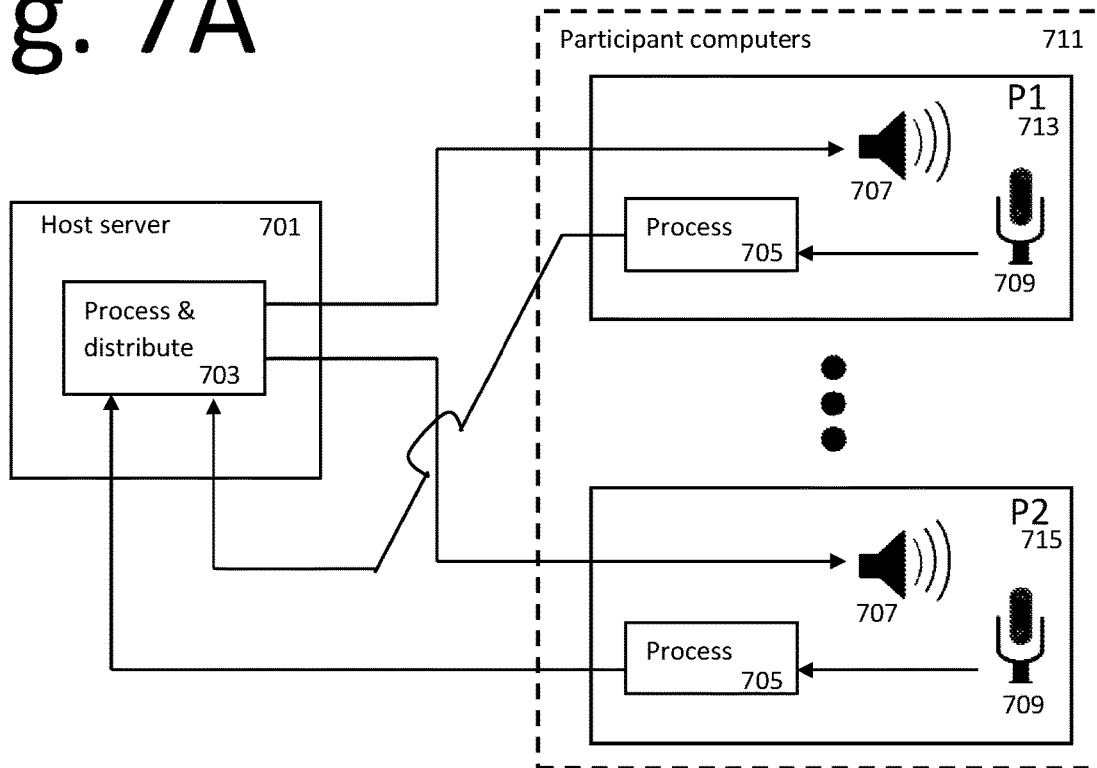 g. 7A
Participant computers
711
P1
713
707
709
Process
705
Host server
701
Process &
distribute
703
P2
715
707
709
Process
705